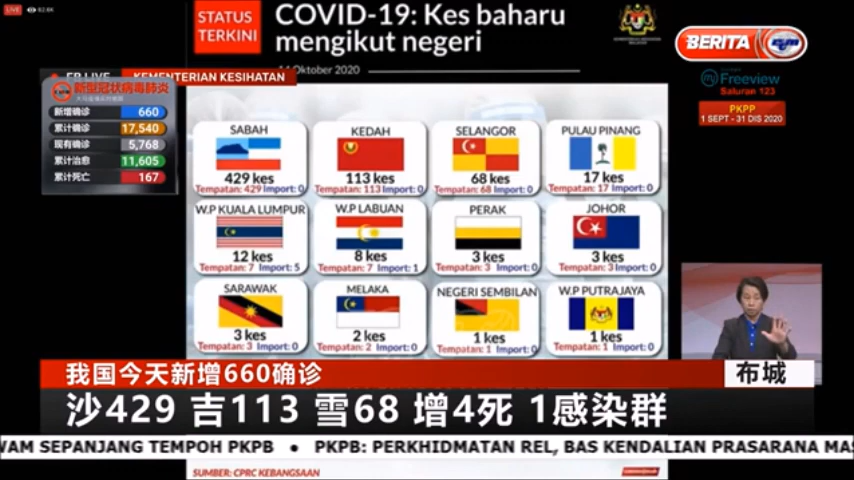 LIVE 62.6K
STATUS TERKINI
COVID-19: Kes baharu
mengikut negeri
14 Oktober 2020
BERITA
Freeview
Saluran 123
PKPP
1 SEPT - 31 DIS 2020
FB LIVE KEMENTERIAN KESIHATAN
新型冠状病毒肺炎
新增确诊 660
累计确诊 17,540
现有确诊 5,768
累计治愈 11,605
累计死亡 167
SABAH
429 kes
Tempatan: 429 Import: 0
KEDAH
113 kes
Tempatan: 113 Import: 0
SELANGOR
68 kes
Tempatan: 68 Import: 0
PULAU PINANG
17 kes
Tempatan: 17 Import: 0
W.P KUALA LUMPUR
12 kes
Tempatan: 7 Import: 5
W.P LABUAN
8 kes
Tempatan: 7 Import: 1
PERAK
3 kes
Tempatan: 3 Import: 0
JOHOR
3 kes
Tempatan: 3 Import: 0
SARAWAK
3 kes
Tempatan: 3 Import: 0
MELAKA
2 kes
Tempatan: 2 Import: 0
NEGERI SEMBILAN
1 kes
Tempatan: 1 Import: 0
W.P PUTRAJAYA
1 kes
Tempatan: 1 Import: 0
我国今天新增660确诊
布城
沙429 吉113 雪68 增4死 1感染群
WAM SEPANJANG TEMPOH PKPB • PKPB: PERKHIDMATAN REL, BAS KENDALIAN PRASARANA MAS
SUMBER: CPRC KEBANGSAAN